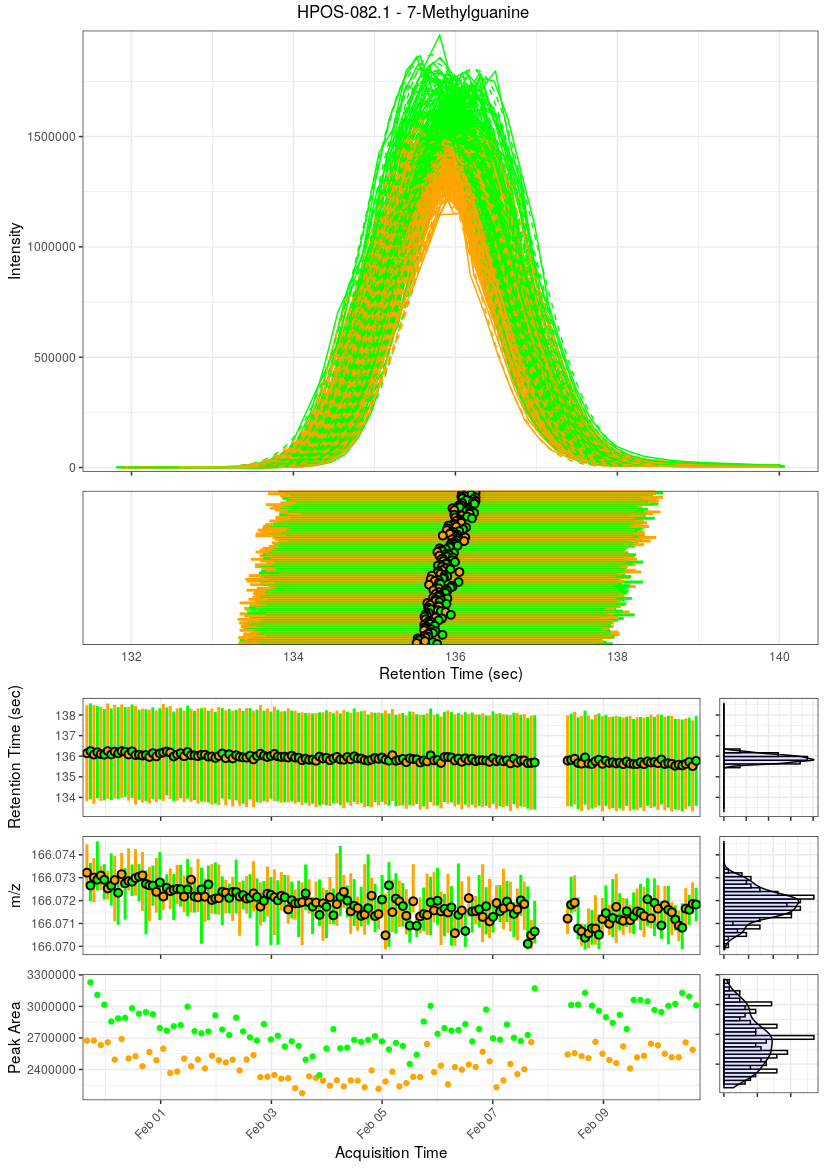 HPOS-082.1 - 7-Methylguanine
Intensity
1500000
1000000
500000
0
132
134
136
138
140
Retention Time (sec)
Retention Time (sec)
138
137
136
135
134
m/z
166.074
166.073
166.072
166.071
166.070
Peak Area
3300000
3000000
2700000
2400000
Feb 01
Feb 03
Feb 05
Feb 07
Feb 09
Acquisition Time